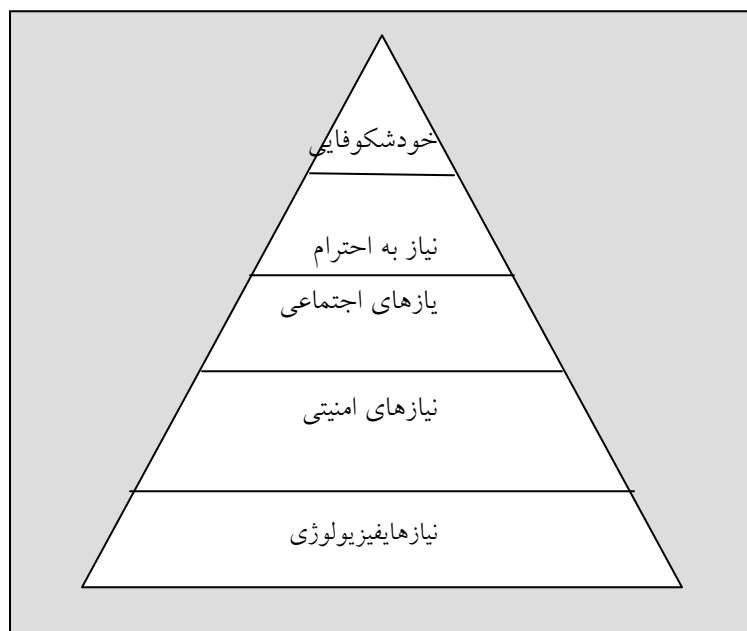 خودشکوفایی
نیاز به احترام
یازهای اجتماعی
نیازهای امنیتی
نیازهایفیزیولوژی